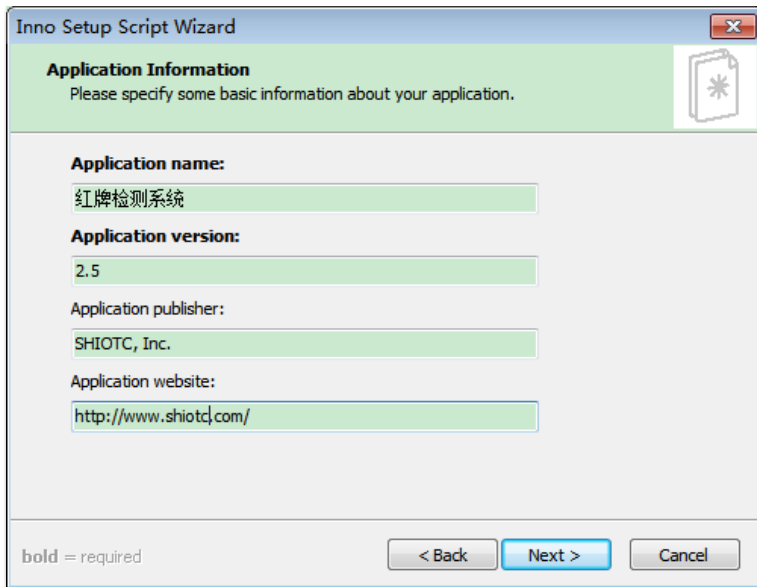 Inno Setup Script Wizard
Application Information
Please specify some basic information about your application.
Application name:
红牌检测系统
Application version:
2.5
Application publisher:
SHIOTC, Inc.
Application website:
http://www.shiotc.com/
bold = required
< Back
Next >
Cancel